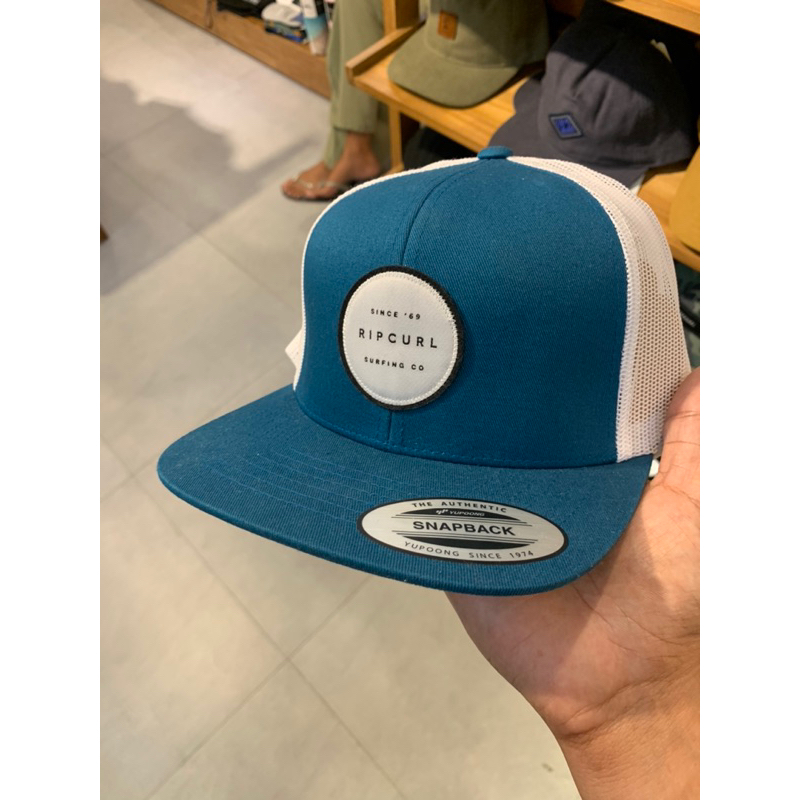 SINCE '69
RIPCURL
SURFING CO
THE AUTHENTIC
YUPOONG
SNAPBACK
YUPOONG SINCE 1974